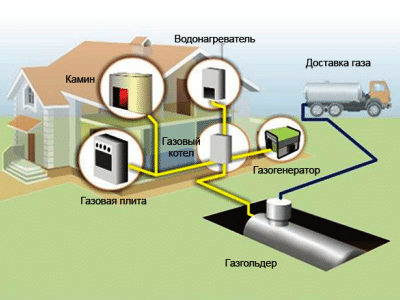 Водонагреватель
Доставка газа
Камин
Газовый
котел
Газогенератор
Газовая плита
Газгольдер